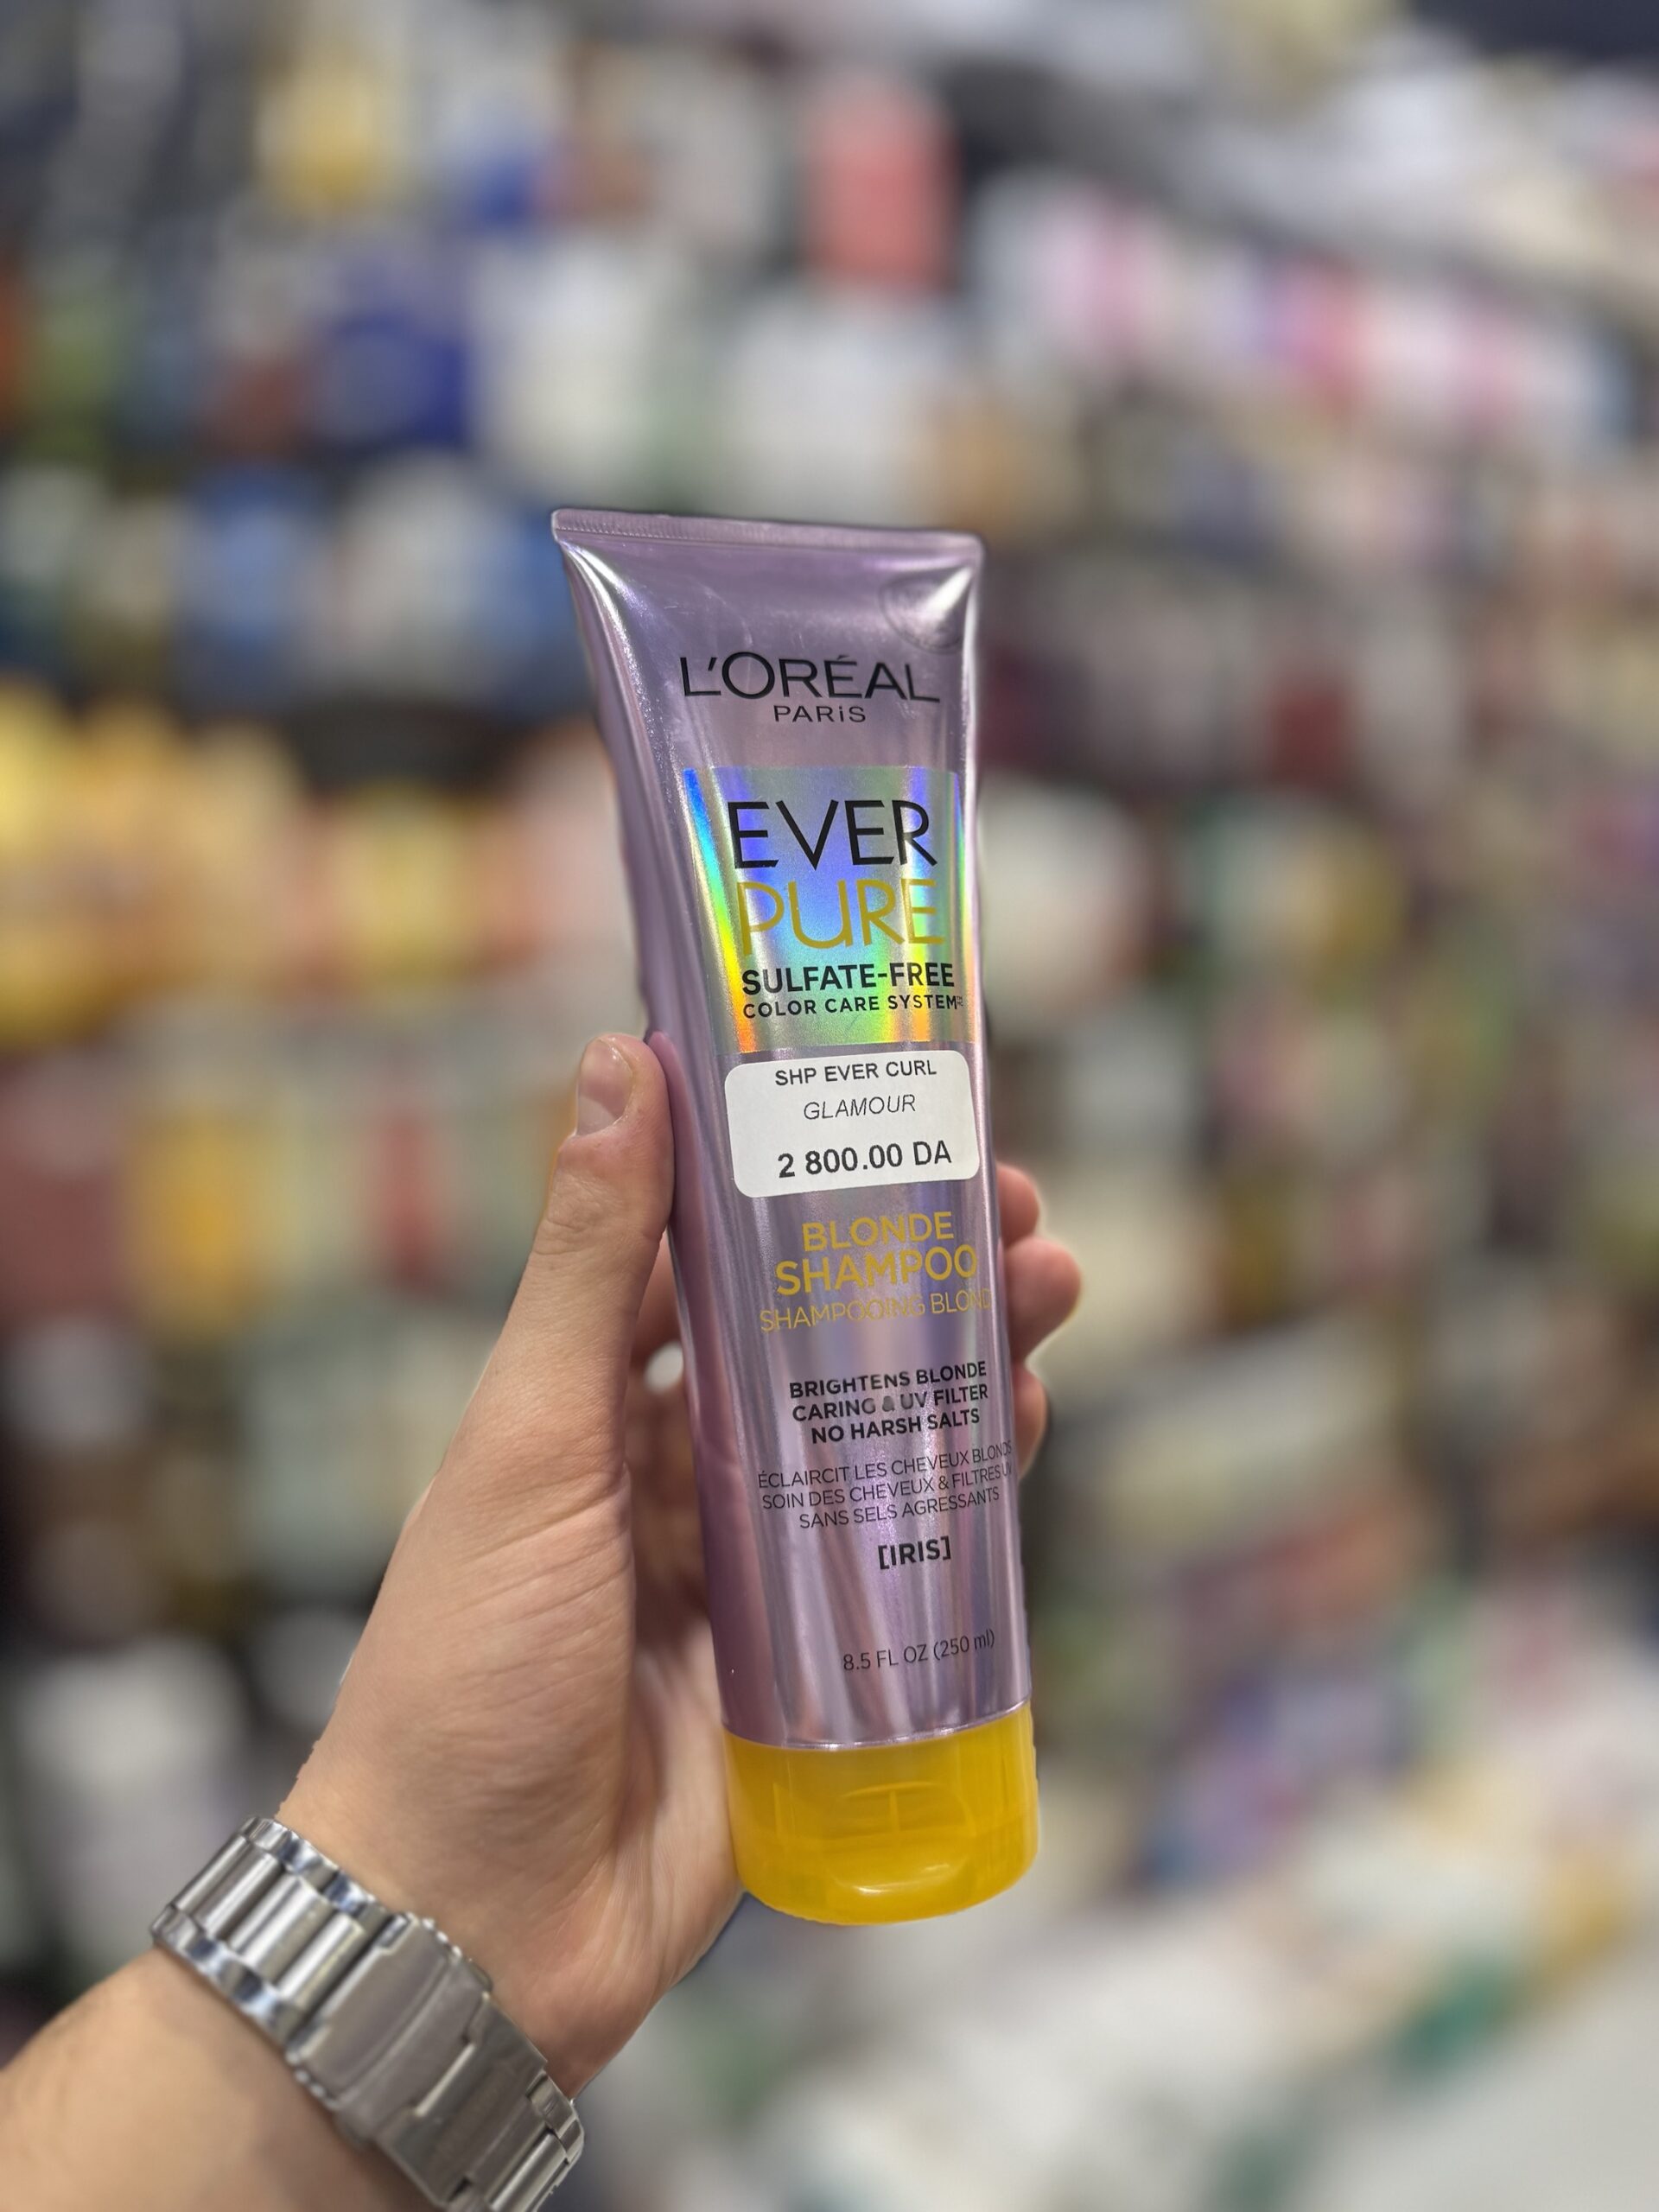 L'ORÉAL
PARiS
EVER
PURE
SULFATE-FREE
COLOR CARE SYSTEM
SHP EVER CURL
GLAMOUR
2 800.00 DA
BLONDE
SHAMPOO
SHAMPOOING BLOND
BRIGHTENS BLONDE
CARING & UV FILTER
NO HARSH SALTS
ÉCLAIRCIT LES CHEVEUX BLONDS
SOIN DES CHEVEUX & FILTRES UV
SANS SELS AGRESSANTS
[IRIS]
8.5 FL OZ (250 ml)